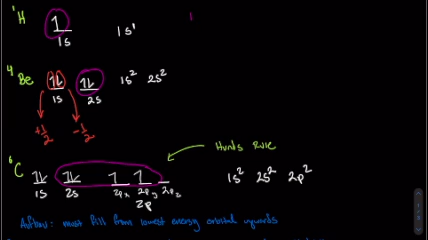 ¹H 1s 1s¹
⁴Be 1s 2s 1s² 2s²
+1/2 -1/2
Hunds Rule
⁶C 1s 2s 2px 2py 2pz 1s² 2s² 2p²
2p
Aufbau: must fill from lowest energy orbital upwards